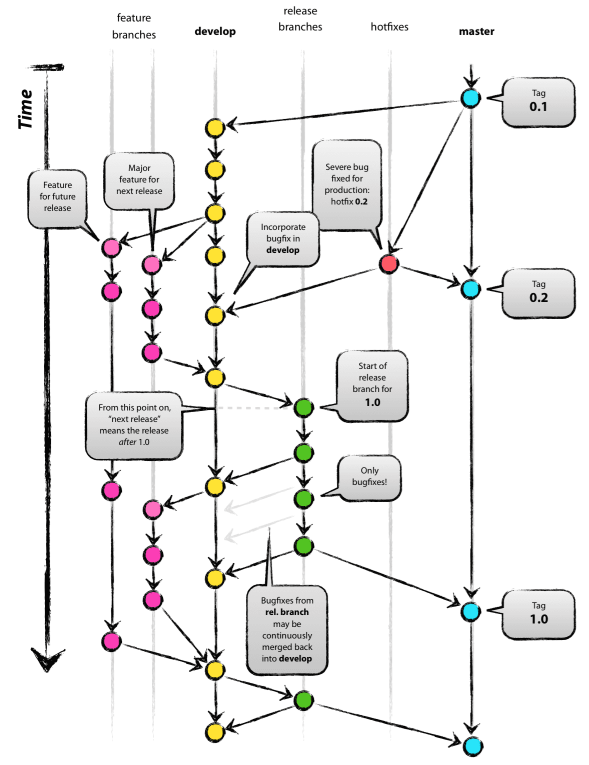 feature
branches
develop
release
branches
hotfixes
master
Time
Tag
0.1
Major
feature for
next release
Severe bug
fixed for
production:
hotfix 0.2
Feature
for future
release
Incorporate
bugfix in
develop
Tag
0.2
Start of
release
branch for
1.0
From this point on,
“next release”
means the release
after 1.0
Only
bugfixes!
Bugfixes from
rel. branch
may be
continuously
merged back
into develop
Tag
1.0